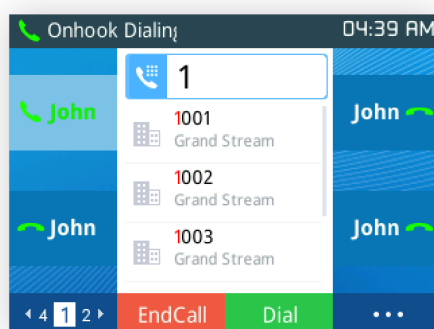 Onhook Dialing 04:39 AM
1
John
1001
Grand Stream
John
1002
Grand Stream
John
1003
Grand Stream
John
4 1 2 EndCall Dial ...